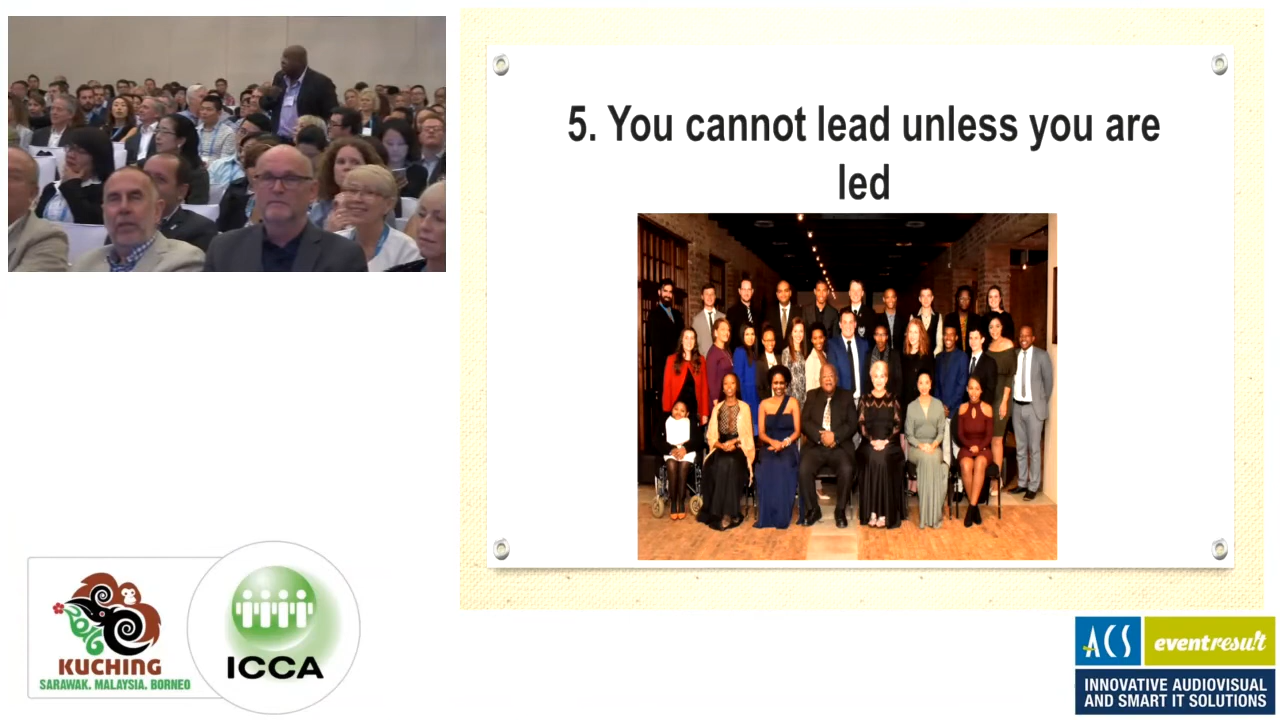 5. You cannot lead unless you are
led
2016
KUCHING
SARAWAK. MALAYSIA. BORNEO
ICCA
ACS
eventresult
INNOVATIVE AUDIOVISUAL
AND SMART IT SOLUTIONS